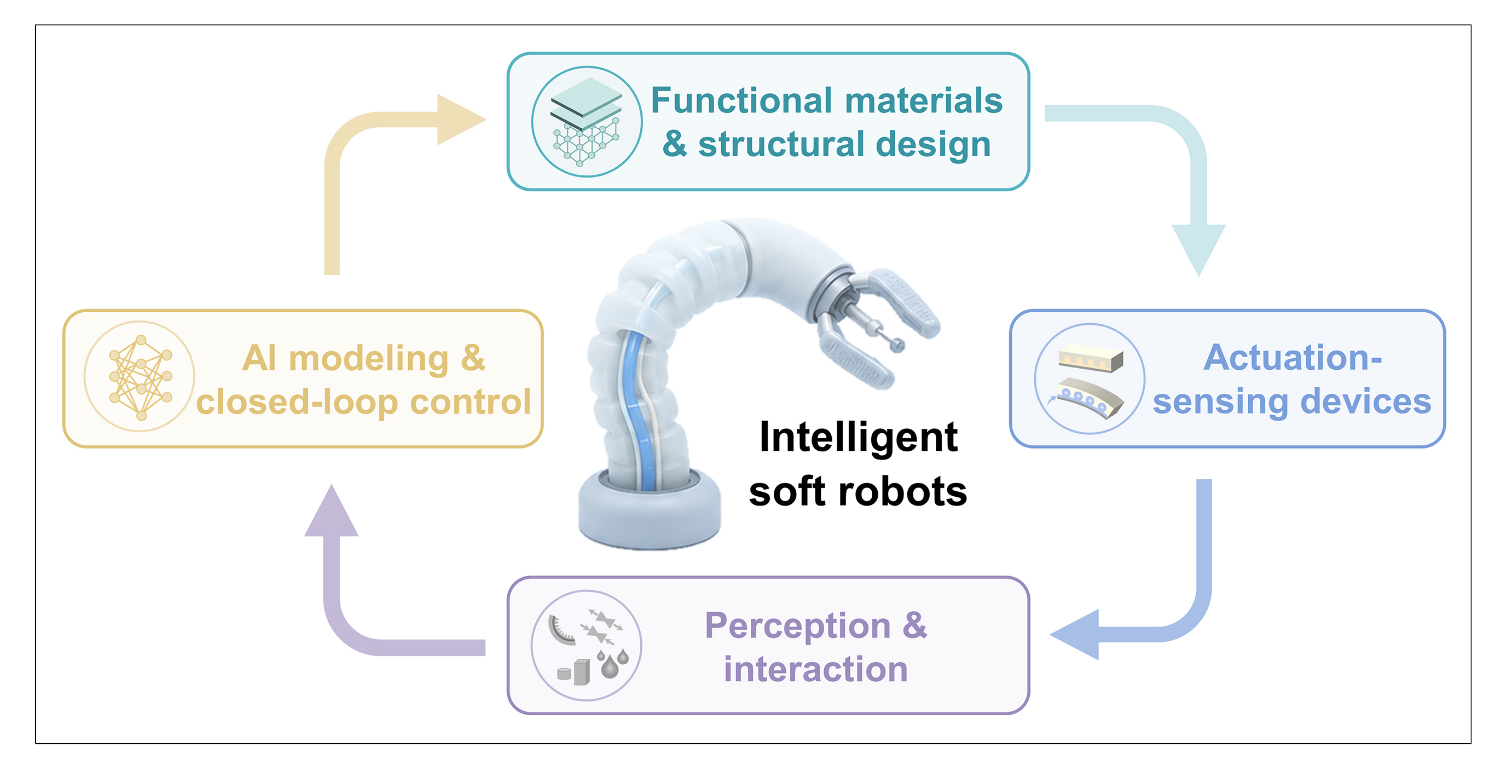 Functional materials
& structural design
AI modeling &
closed-loop control
Actuation-
sensing devices
Intelligent
soft robots
Perception &
interaction